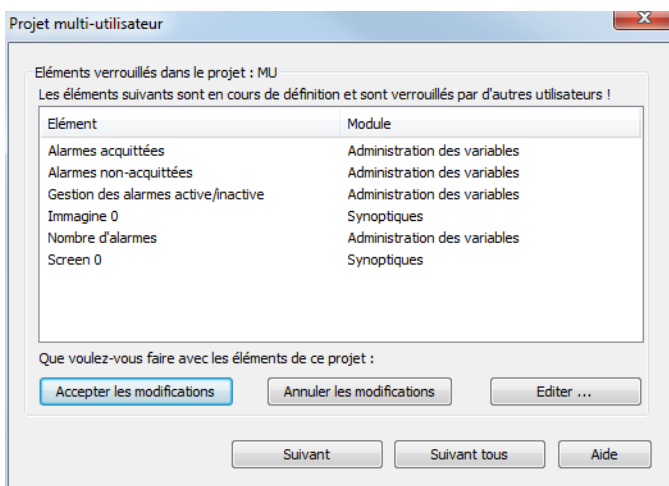 Projet multi-utilisateur
Eléments verrouillés dans le projet : MU
Les éléments suivants sont en cours de définition et sont verrouillés par d'autres utilisateurs !
Elément Module
Alarmes acquittées Administration des variables
Alarmes non-acquittées Administration des variables
Gestion des alarmes active/inactive Administration des variables
Immagine 0 Synoptiques
Nombre d'alarmes Administration des variables
Screen 0 Synoptiques
Que voulez-vous faire avec les éléments de ce projet :
Accepter les modifications Annuler les modifications Editer ...
Suivant Suivant tous Aide